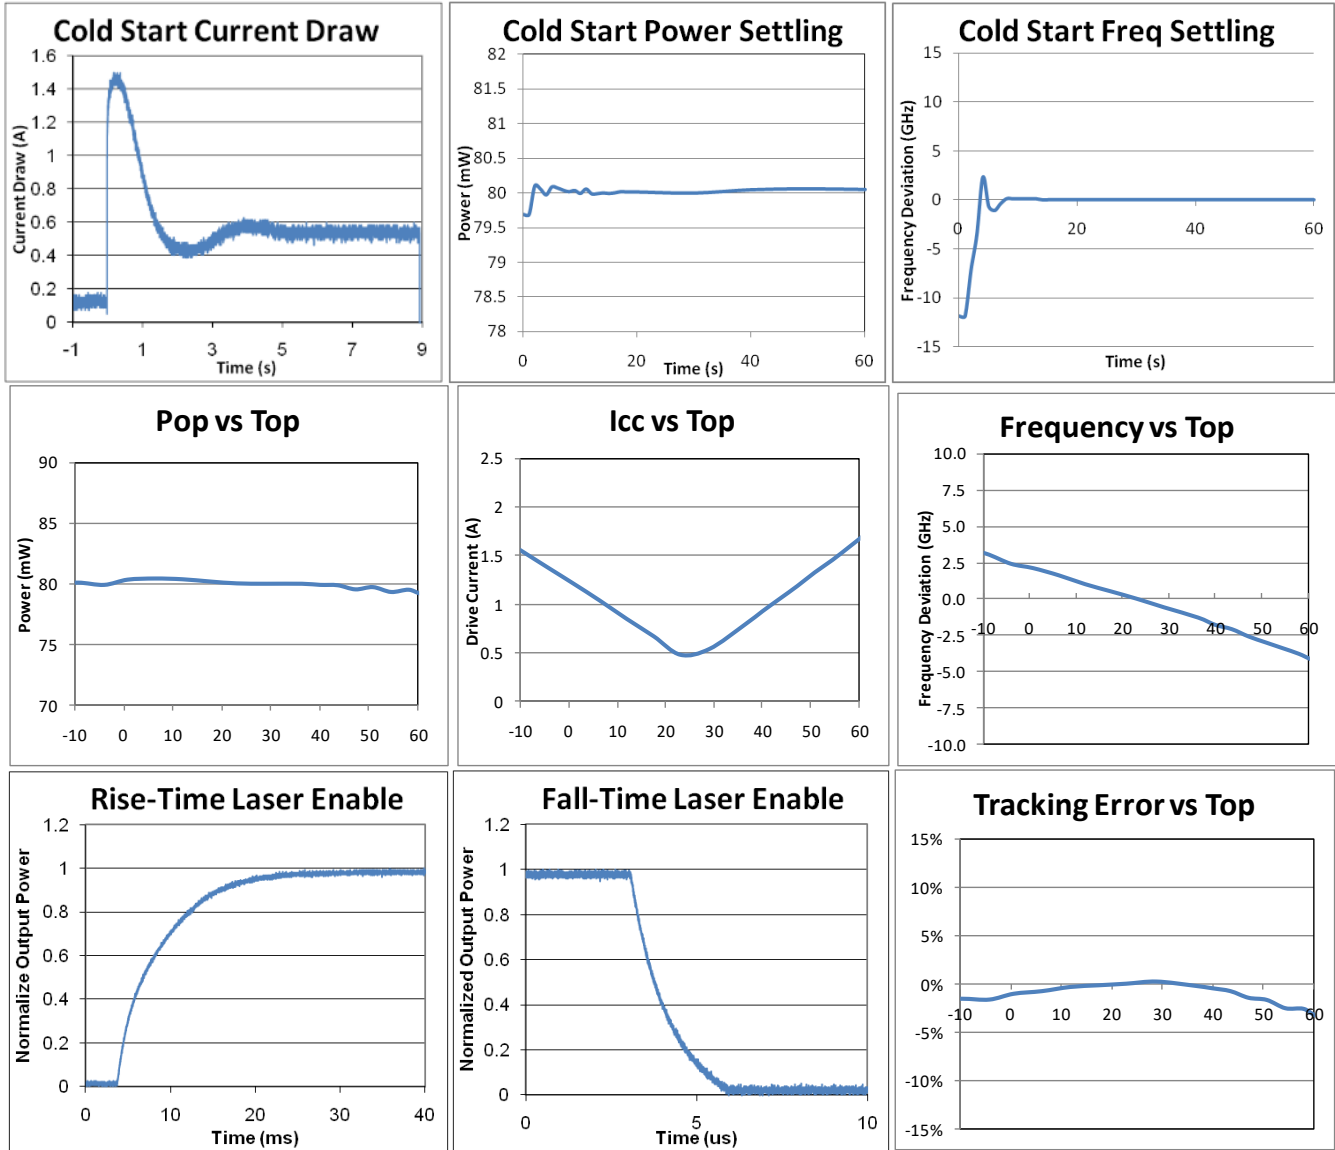 Cold Start Current Draw
1.6
1.4
1.2
1
0.8
0.6
0.4
0.2
0
Current Draw (A)
-1 1 3 5 7 9
Time (s)
Cold Start Power Settling
82
81.5
81
80.5
80
79.5
79
78.5
78
Power (mW)
0 20 40 60
Time (s)
Cold Start Freq Settling
15
10
5
0
-5
-10
-15
Frequency Deviation (GHz)
0 20 40 60
Time (s)
Pop vs Top
90
85
80
75
70
Power (mW)
-10 0 10 20 30 40 50 60
Icc vs Top
2.5
2
1.5
1
0.5
0
Drive Current (A)
-10 0 10 20 30 40 50 60
Frequency vs Top
10.0
7.5
5.0
2.5
0.0
-2.5
-5.0
-7.5
-10.0
Frequency Deviation (GHz)
-10 0 10 20 30 40 50 60
Rise-Time Laser Enable
1.2
1
0.8
0.6
0.4
0.2
0
Normalize Output Power
0 10 20 30 40
Time (ms)
Fall-Time Laser Enable
1.2
1
0.8
0.6
0.4
0.2
0
Normalized Output Power
0 5 10
Time (us)
Tracking Error vs Top
15%
10%
5%
0%
-5%
-10%
-15%
-10 0 10 20 30 40 50 60